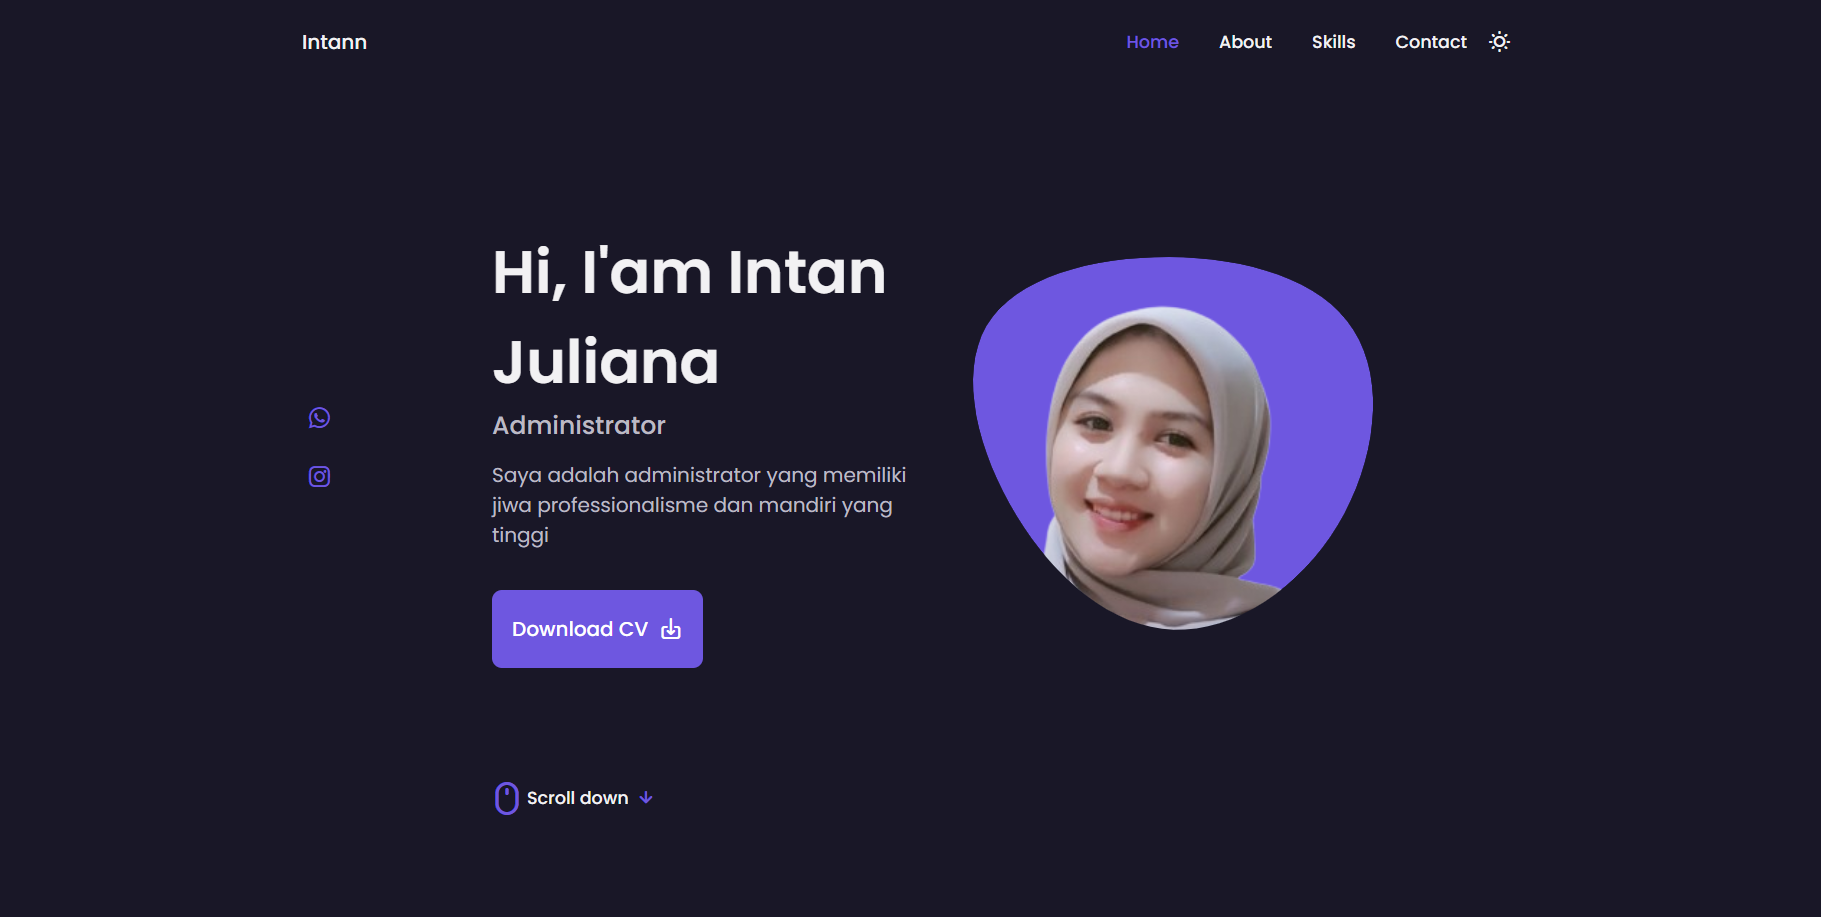 Intann
Home
About
Skills
Contact
Hi, I'am Intan
Juliana
Administrator
Saya adalah administrator yang memiliki
jiwa professionalisme dan mandiri yang
tinggi
Download CV
Scroll down